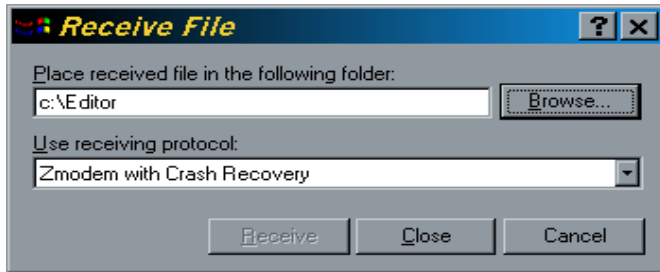 Receive File
Place received file in the following folder:
c:\Editor
Browse...
Use receiving protocol:
Zmodem with Crash Recovery
Receive
Close
Cancel